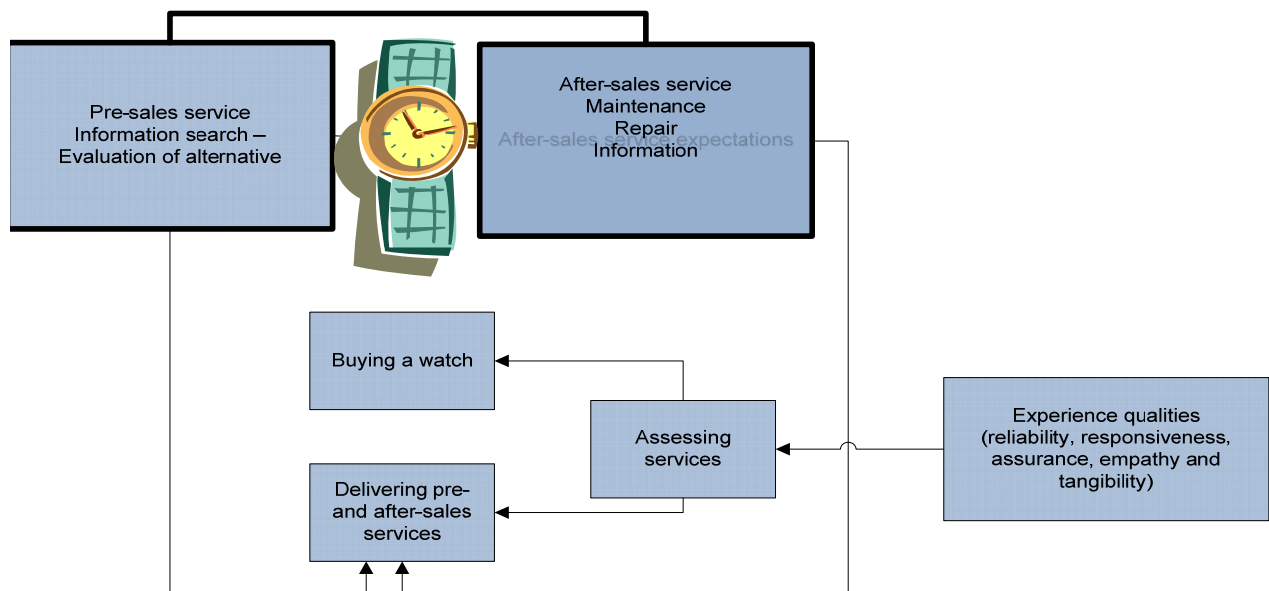 Pre-sales service
Information search –
Evaluation of alternative
After-sales service
Maintenance
Repair
After-sales service expectations
Information
Buying a watch
Assessing
services
Experience qualities
(reliability, responsiveness,
assurance, empathy and
tangibility)
Delivering pre-
and after-sales
services